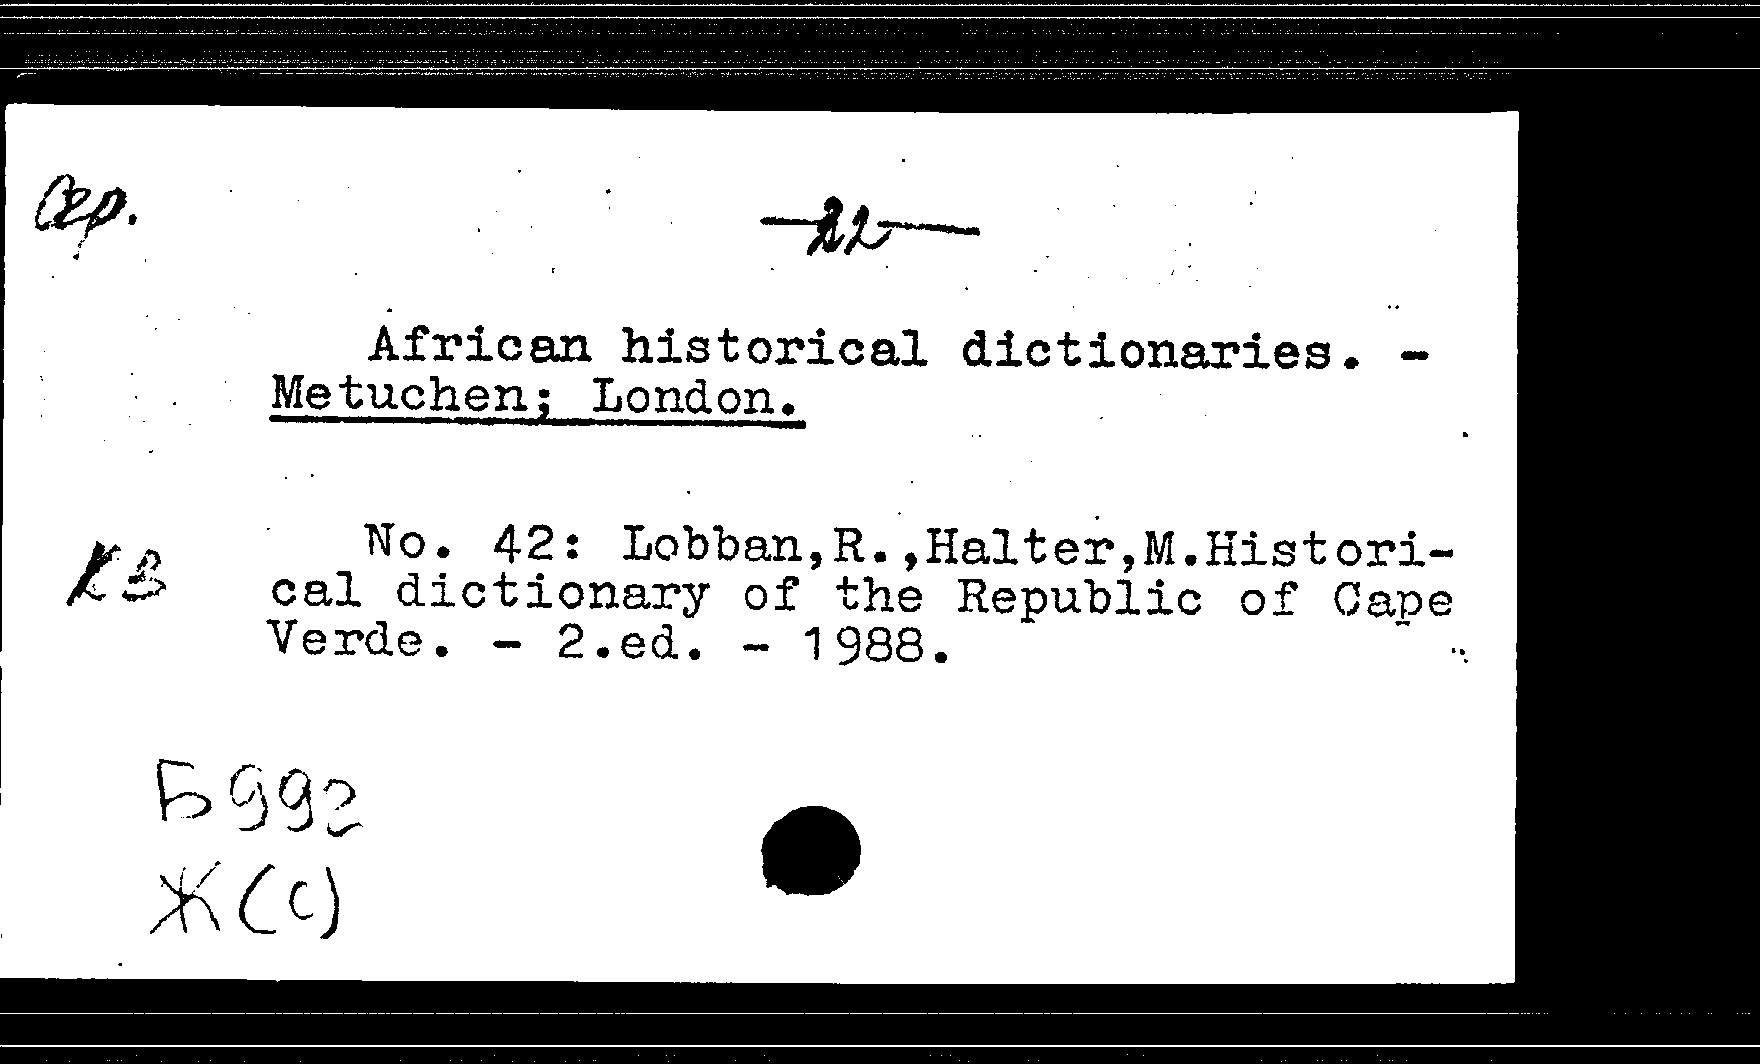 Сер.
-22-
African historical dictionaries. -
Metuchen; London.
No. 42: Lobban,R.,Halter,M.Histori-
КЗ
cal dictionary of the Republic of Cape
Verde. - 2.ed. - 1988.
Б992
Ж(С)